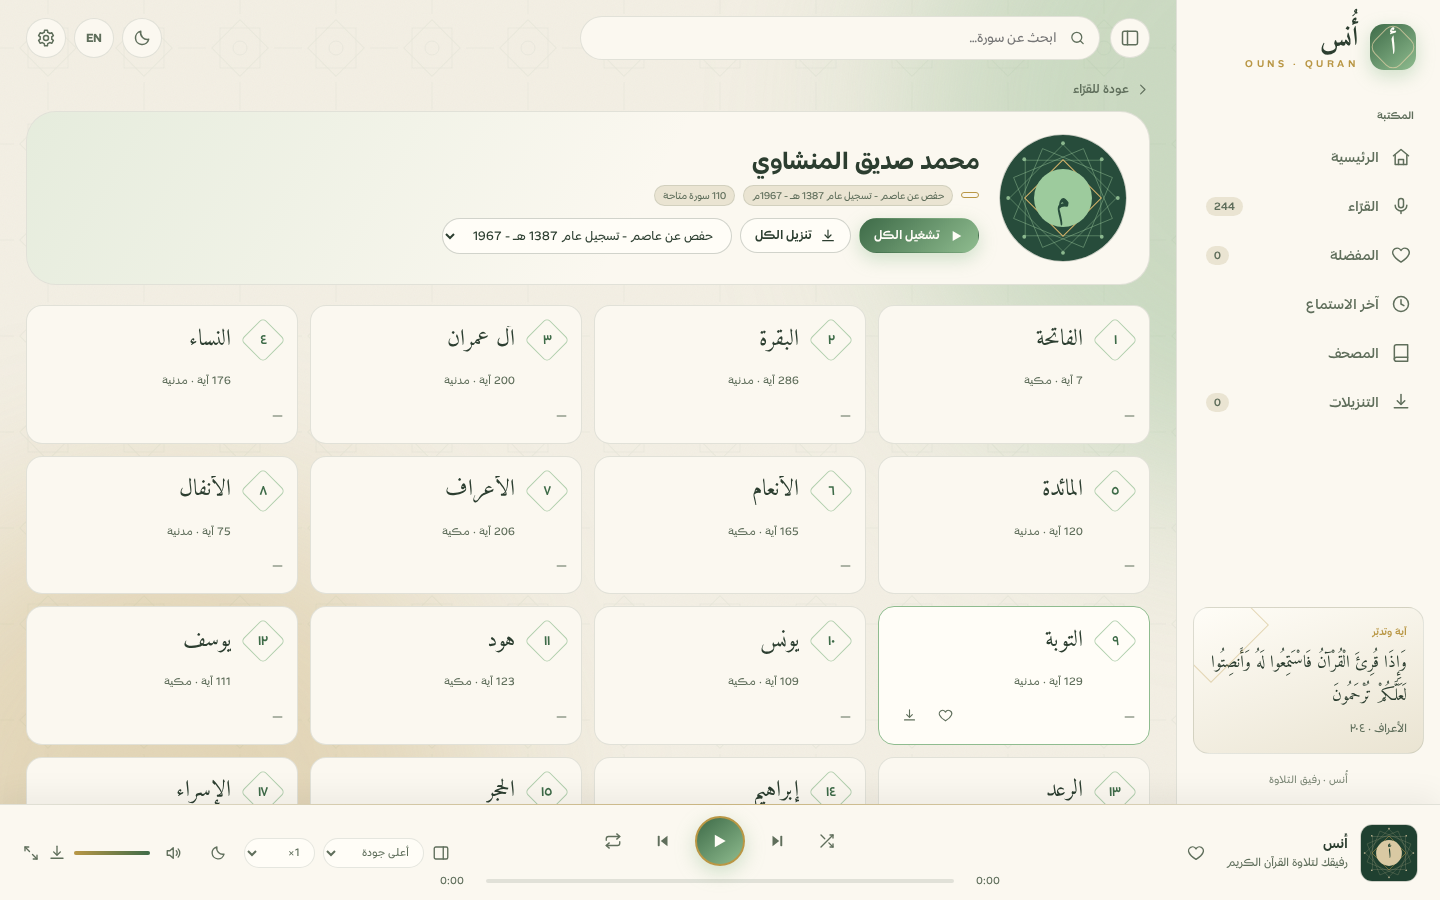 أُنس
OUNS · QURAN
أ
المكتبة
الرئيسية
القرّاء
244
المفضلة
0
آخر الاستماع
المصحف
التنزيلات
0
آية وتدبّر
وَإِذَا قُرِئَ الْقُرْآنُ فَاسْتَمِعُوا لَهُ وَأَنصِتُوا
لَعَلَّكُمْ تُرْحَمُونَ
الأعراف · ٢٠٤
أُنس · رفيق التلاوة
ابحث عن سورة...
EN
عودة للقرّاء
م
محمد صديق المنشاوي
حفص عن عاصم - تسجيل عام 1387 هـ - 1967م
110 سورة متاحة
تشغيل الكل
تنزيل الكل
حفص عن عاصم - تسجيل عام 1387 هـ - 1967
١
الفاتحة
7 آية · مكية
—
٢
البقرة
286 آية · مدنية
—
٣
آل عمران
200 آية · مدنية
—
٤
النساء
176 آية · مدنية
—
٥
المائدة
120 آية · مدنية
—
٦
الأنعام
165 آية · مكية
—
٧
الأعراف
206 آية · مكية
—
٨
الأنفال
75 آية · مدنية
—
٩
التوبة
129 آية · مدنية
—
١٠
يونس
109 آية · مكية
—
١١
هود
123 آية · مكية
—
١٢
يوسف
111 آية · مكية
—
١٣
الرعد
١٤
إبراهيم
١٥
الحجر
١٧
الإسراء
أ
أنس
رفيقك لتلاوة القرآن الكريم
0:00
0:00
أعلى جودة
1×